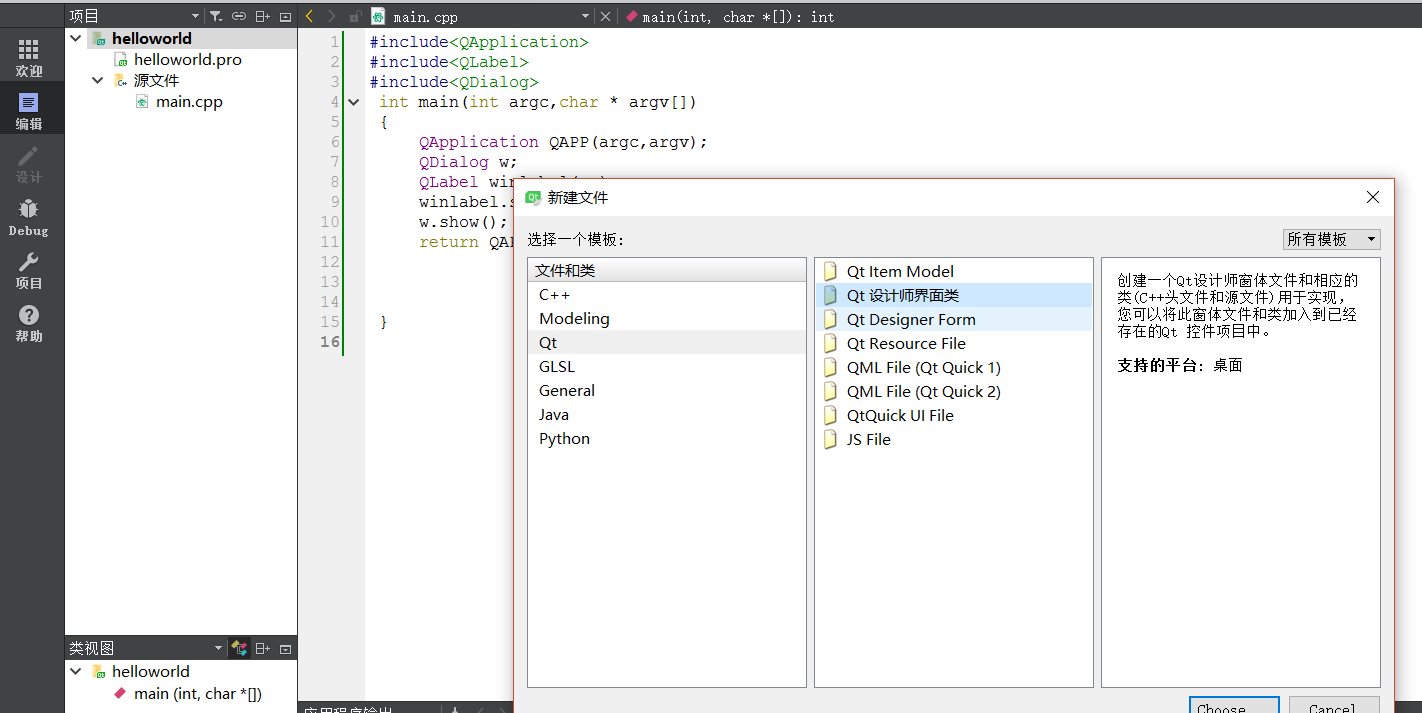 项目
main.cpp
main(int, char *[]): int
欢迎
编辑
设计
Debug
项目
帮助
helloworld
helloworld.pro
源文件
main.cpp
1 #include<QApplication>
2 #include<QLabel>
3 #include<QDialog>
4 int main(int argc,char * argv[])
5 {
6 QApplication QAPP(argc,argv);
7 QDialog w;
8 QLabel
9 winlabel.
10 w.show();
11 return
12
13
14
15 }
16
新建文件
选择一个模板:
所有模板
文件和类
C++
Modeling
Qt
GLSL
General
Java
Python
Qt Item Model
Qt 设计师界面类
Qt Designer Form
Qt Resource File
QML File (Qt Quick 1)
QML File (Qt Quick 2)
QtQuick UI File
JS File
创建一个Qt设计师窗体文件和相应的
类(C++头文件和源文件)用于实现,
您可以将此窗体文件和类加入到已经
存在的Qt 控件项目中。
支持的平台: 桌面
Choose...
Cancel
类视图
helloworld
main (int, char *[])
应用程序输出